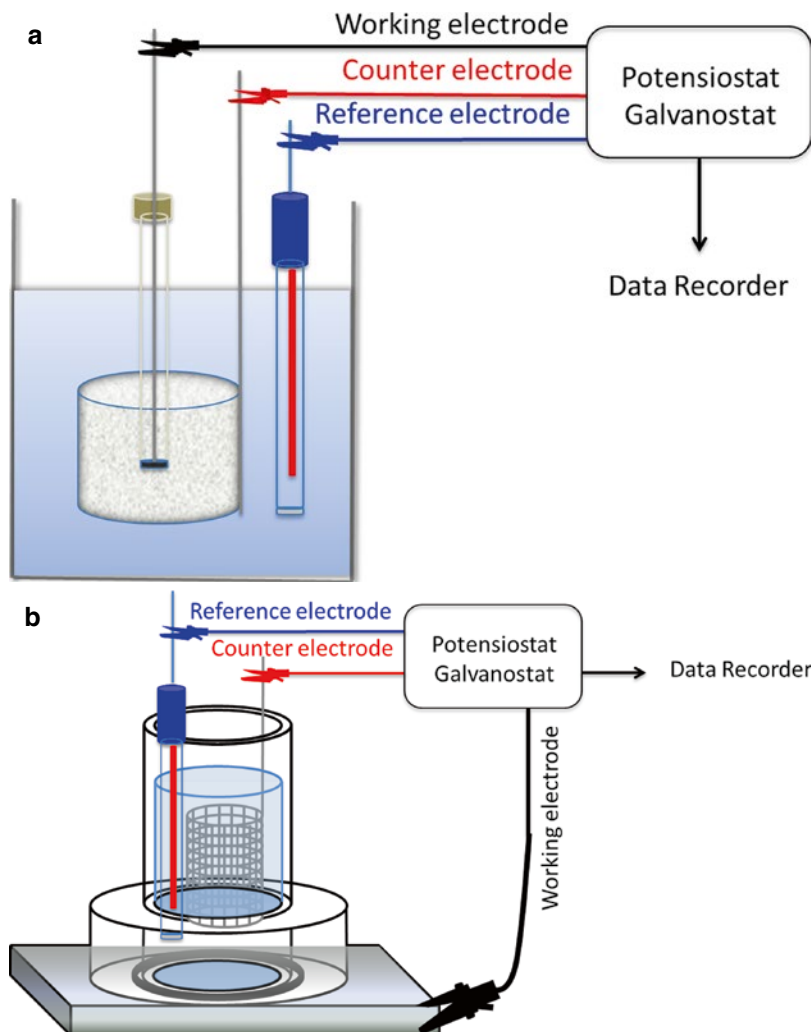 a
Working electrode
Counter electrode
Reference electrode
Potensiostat
Galvanostat
Data Recorder
b
Reference electrode
Counter electrode
Potensiostat
Galvanostat
Data Recorder
Working electrode